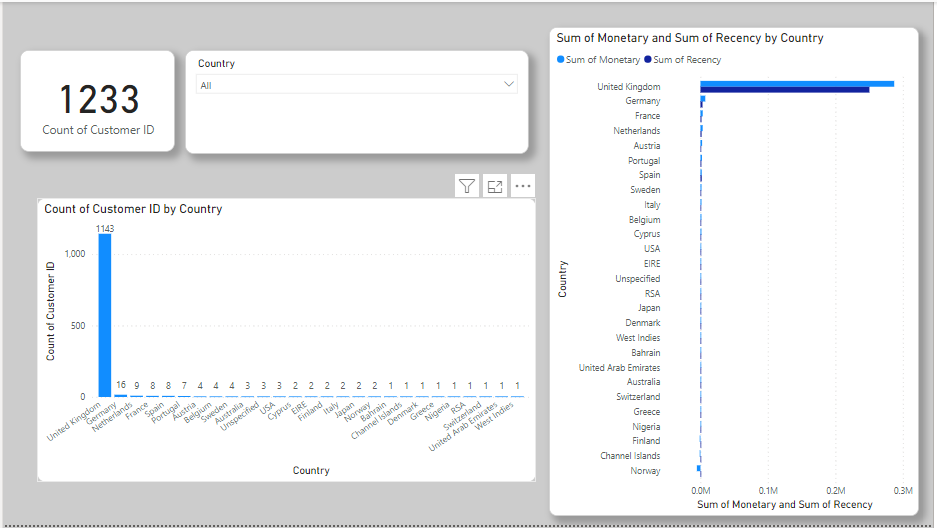 1233
Count of Customer ID
Country
All
Count of Customer ID by Country
Count of Customer ID
1,000
500
0
1143
16
9
8
8
7
4
4
4
3
3
3
2
2
2
2
2
2
1
1
1
1
1
1
1
1
1
United Kingdom
Germany
Netherlands
France
Spain
Portugal
Austria
Belgium
Sweden
Australia
Unspecified
USA
Cyprus
EIRE
Finland
Italy
Japan
Norway
Bahrain
Channel Islands
Denmark
Greece
Nigeria
RSA
Switzerland
United Arab Emirates
West Indies
Country
Sum of Monetary and Sum of Recency by Country
Sum of Monetary
Sum of Recency
Country
United Kingdom
Germany
France
Netherlands
Austria
Portugal
Spain
Sweden
Italy
Belgium
Cyprus
USA
EIRE
Unspecified
RSA
Japan
Denmark
West Indies
Bahrain
United Arab Emirates
Australia
Switzerland
Greece
Nigeria
Finland
Channel Islands
Norway
0.0M
0.1M
0.2M
0.3M
Sum of Monetary and Sum of Recency